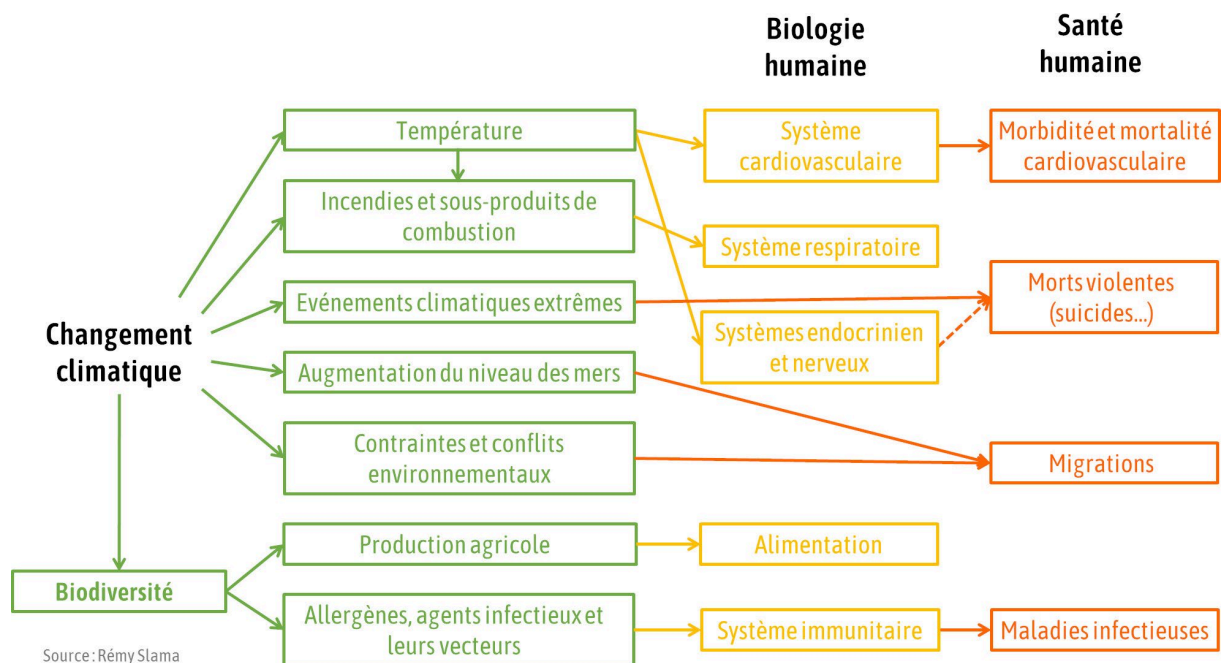 Biologie
humaine
Santé
humaine
Température
Système
cardiovasculaire
Morbidité et mortalité
cardiovasculaire
Incendies et sous-produits de
combustion
Système respiratoire
Evénements climatiques extrêmes
Morts violentes
(suicides...)
Changement
climatique
Systèmes endocrinien
et nerveux
Augmentation du niveau des mers
Contraintes et conflits
environnementaux
Migrations
Production agricole
Alimentation
Biodiversité
Allergènes, agents infectieux et
leurs vecteurs
Système immunitaire
Maladies infectieuses
Source : Rémy Slama